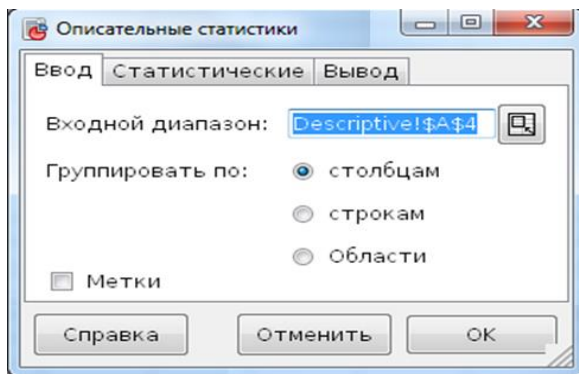 Описательные статистики
Ввод Статистические Вывод
Входной диапазон: Descriptive!$A$4
Группировать по: столбцам
строкам
Области
Метки
Справка Отменить OK